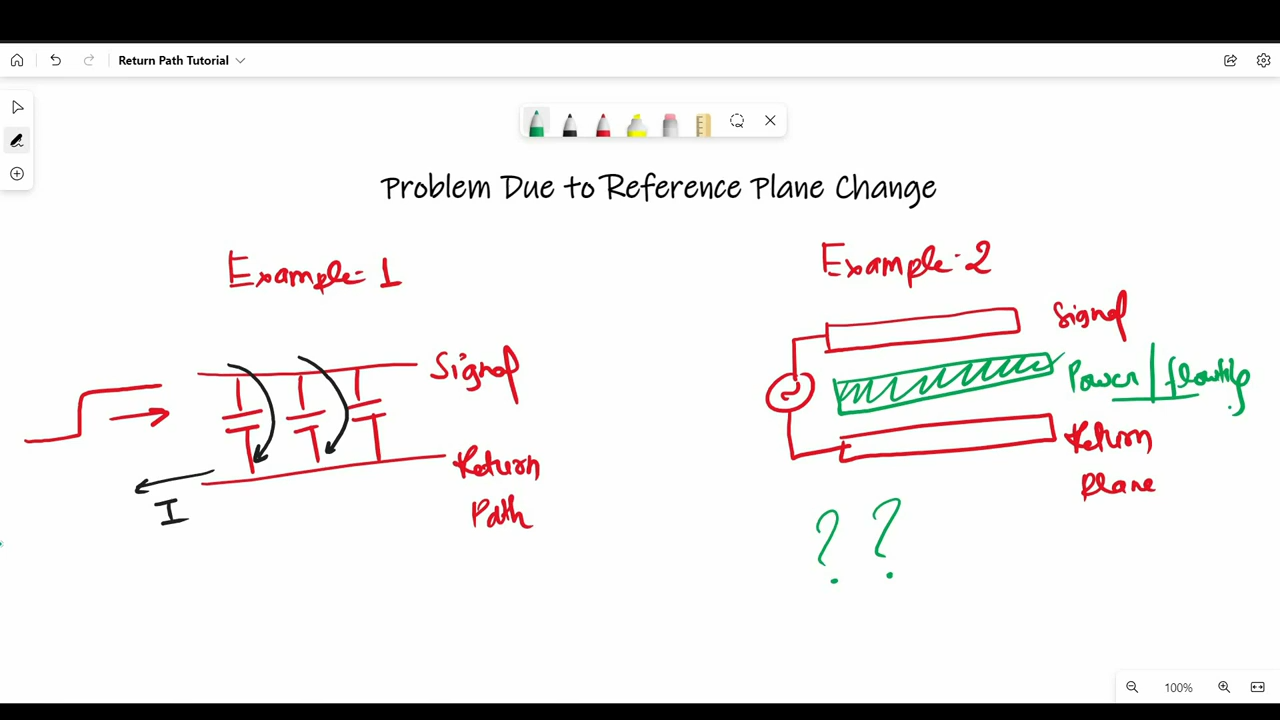 Return Path Tutorial
Problem Due to Reference Plane Change
Example-1
Example-2
Signal
Return
Path
I
Signal
Power / floating
Return
plane
? ?
100%